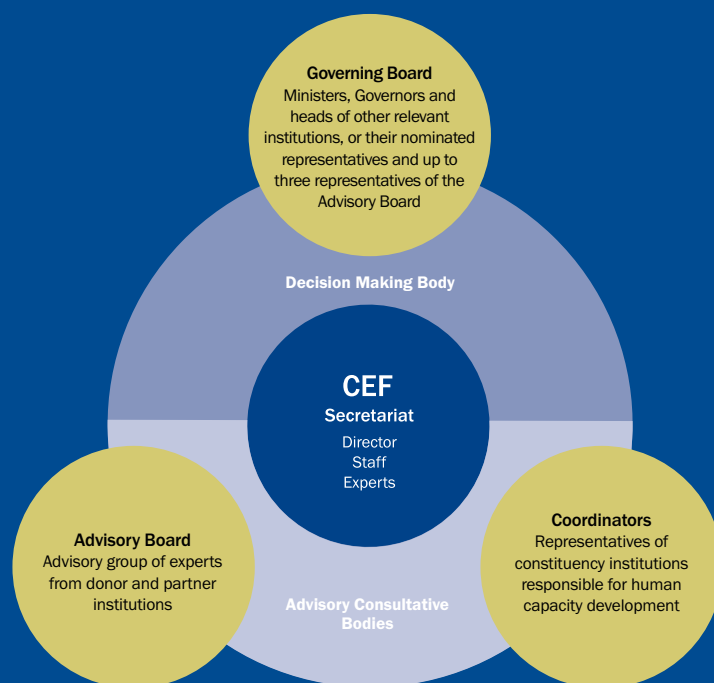 Governing Board
Ministers, Governors and
heads of other relevant
institutions, or their nominated
representatives and up to
three representatives of the
Advisory Board
Decision Making Body
CEF
Secretariat
Director
Staff
Experts
Advisory Board
Advisory group of experts
from donor and partner
institutions
Coordinators
Representatives of
constituency institutions
responsible for human
capacity development
Advisory Consultative
Bodies